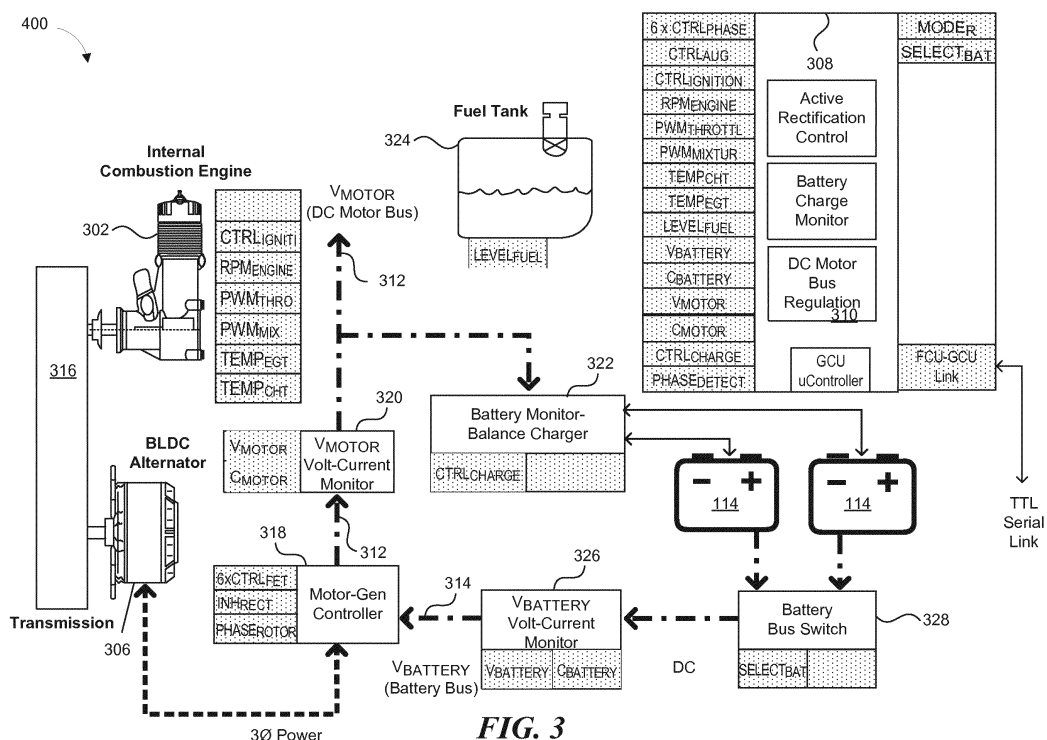 400
Internal
Combustion Engine
302
CTRLIGNITI
RPMENGINE
PWMTHRO
PWMMIX
TEMPEGT
TEMPCHT
316
BLDC
Alternator
Transmission
306
VMOTOR
(DC Motor Bus)
312
Fuel Tank
324
LEVELFUEL
320
VMOTOR
CMOTOR
VMOTOR
Volt-Current
Monitor
312
318
6xCTRLFET
INHRECT
PHASEROTOR
Motor-Gen
Controller
3Ø Power
322
Battery Monitor-
Balance Charger
CTRLCHARGE
314
VBATTERY
(Battery Bus)
326
VBATTERY
Volt-Current
Monitor
VBATTERY
CBATTERY
DC
- +
114
- +
114
Battery
Bus Switch
SELECTBAT
328
6 x CTRLPHASE
CTRLAUG
CTRLIGNITION
RPMENGINE
PWMTHROTTL
PWMMIXTUR
TEMPCHT
TEMPEGT
LEVELFUEL
VBATTERY
CBATTERY
VMOTOR
CMOTOR
CTRLCHARGE
PHASEDETECT
308
Active
Rectification
Control
Battery
Charge
Monitor
DC Motor
Bus
Regulation
310
GCU
uController
MODER
SELECTBAT
FCU-GCU
Link
TTL
Serial
Link
FIG. 3